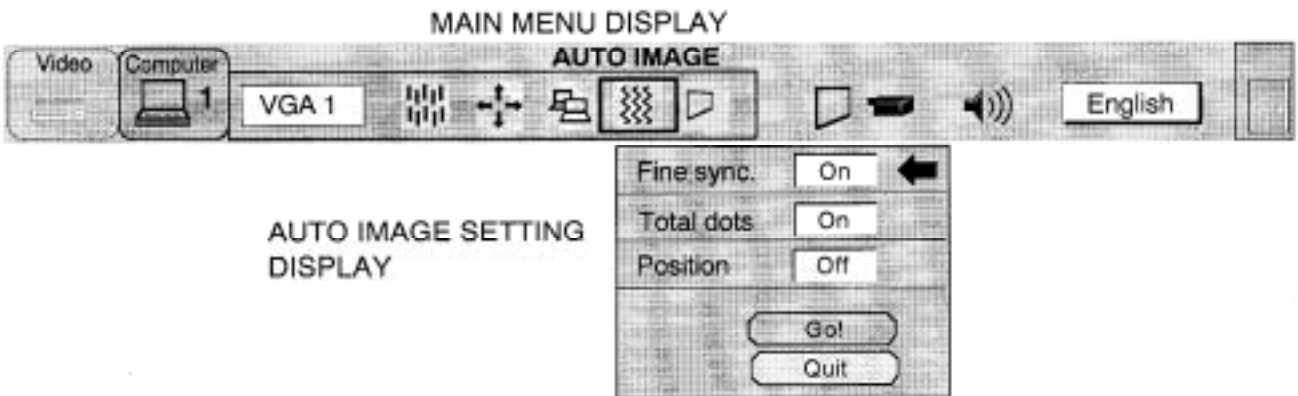 MAIN MENU DISPLAY
AUTO IMAGE
Video
Computer
1
VGA 1
English
Fine sync.
On
Total dots
On
Position
Off
Go!
Quit
AUTO IMAGE SETTING
DISPLAY